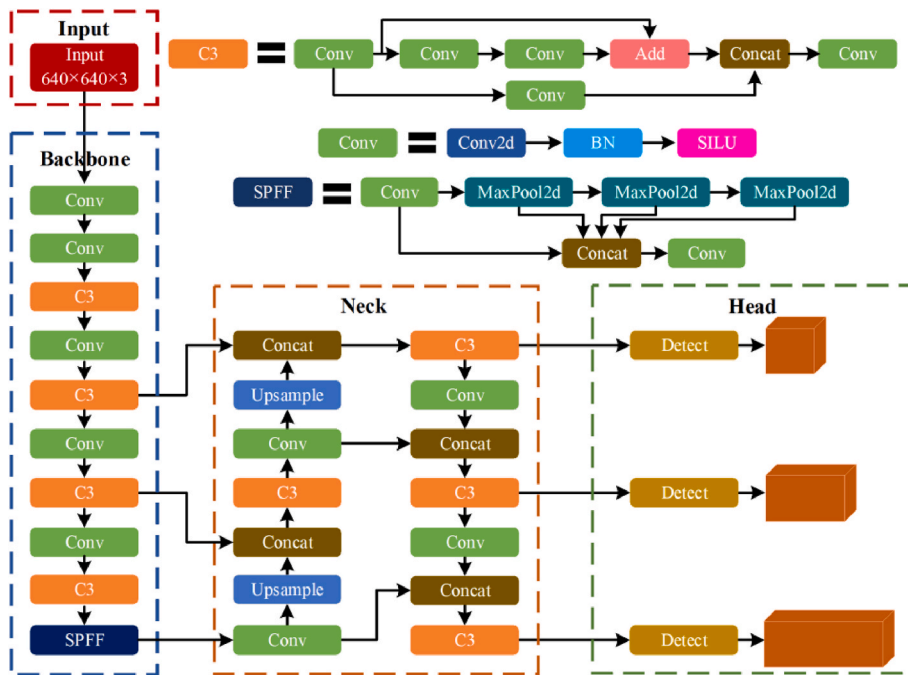 Input
Input
640×640×3
C3
Conv
Conv
Conv
Add
Concat
Conv
Conv
Conv
Conv2d
BN
SILU
SPFF
Conv
MaxPool2d
MaxPool2d
MaxPool2d
Concat
Conv
Backbone
Conv
Conv
C3
Conv
C3
Conv
C3
Conv
C3
SPFF
Neck
Concat
Upsample
Conv
C3
Concat
Upsample
Conv
C3
Conv
Concat
C3
Conv
Concat
C3
Head
Detect
Detect
Detect